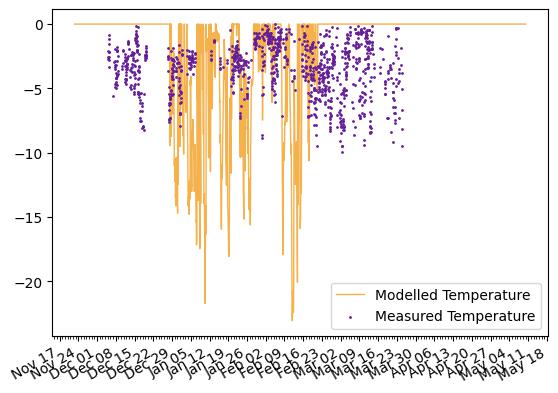 0
−5
−10
−15
−20
Modelled Temperature
Measured Temperature
Nov 17
Nov 24
Dec 01
Dec 08
Dec 15
Dec 22
Dec 29
Jan 05
Jan 12
Jan 19
Jan 26
Feb 02
Feb 09
Feb 16
Feb 23
Mar 02
Mar 09
Mar 16
Mar 23
Mar 30
Apr 06
Apr 13
Apr 20
Apr 27
May 04
May 11
May 18